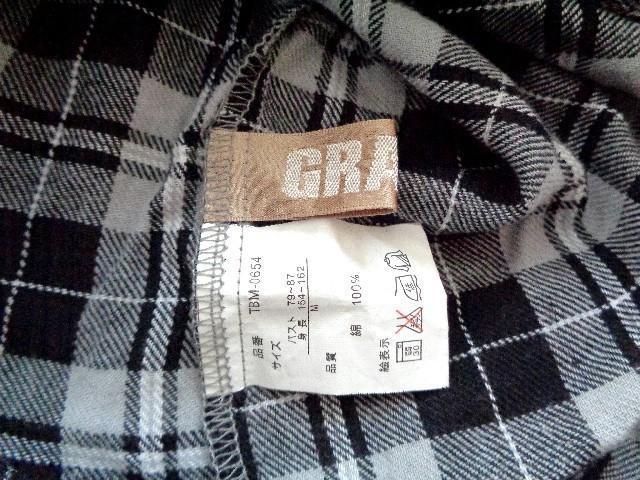 GRA
品番 TBM-0654
サイズ
バスト 79~87
身長 154~162
M
品質 綿 100%
絵表示
30